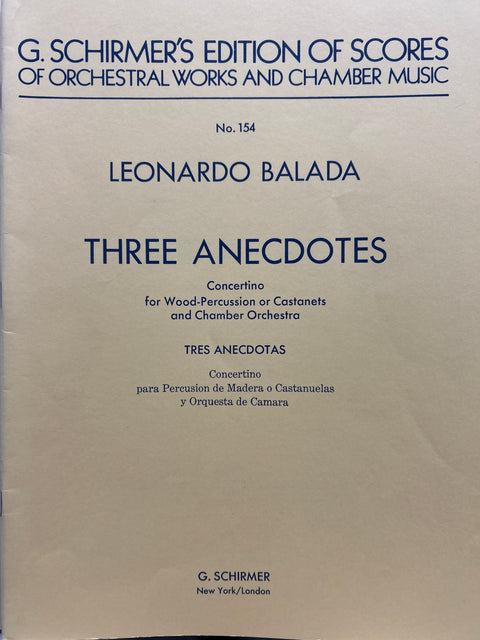 G. SCHIRMER'S EDITION OF SCORES
OF ORCHESTRAL WORKS AND CHAMBER MUSIC
No. 154
LEONARDO BALADA
THREE ANECDOTES
Concertino
for Wood-Percussion or Castanets
and Chamber Orchestra
TRES ANECDOTAS
Concertino
para Percusion de Madera o Castanuelas
y Orquesta de Camara
G. SCHIRMER
New York/London